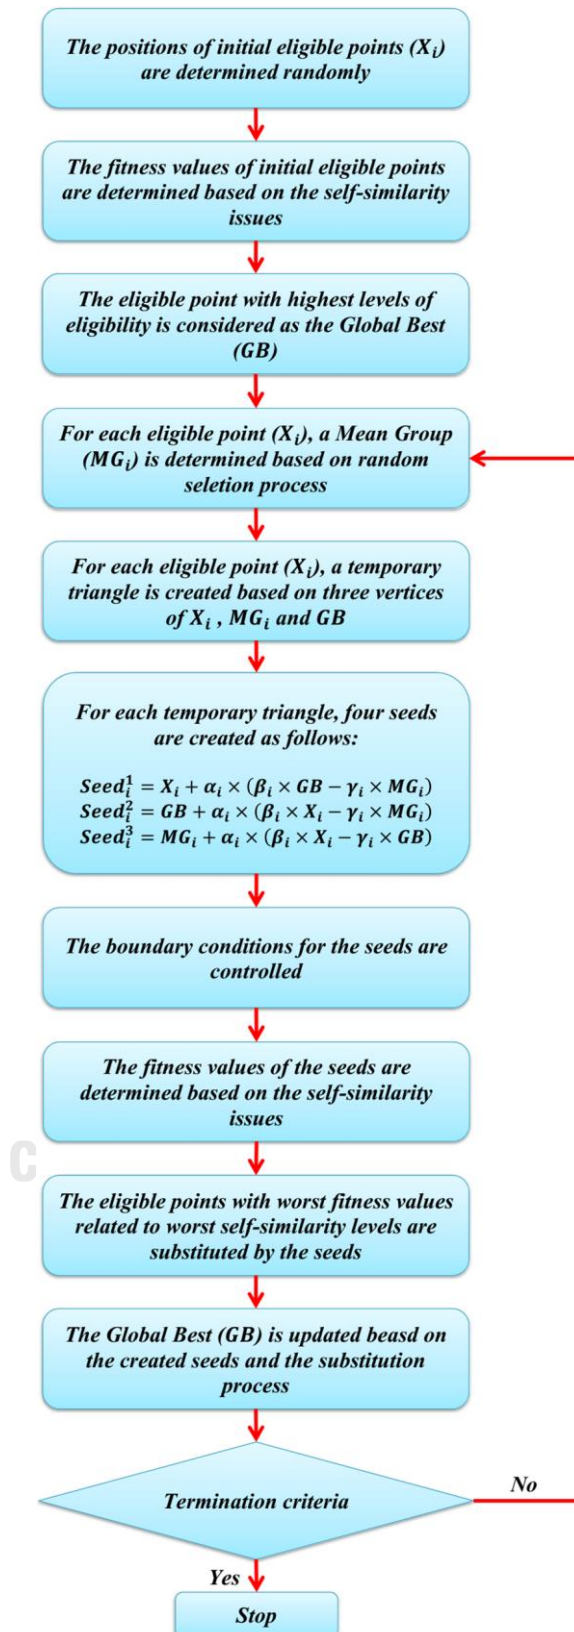 The positions of initial eligible points (Xᵢ)
are determined randomly
The fitness values of initial eligible points
are determined based on the self-similarity
issues
The eligible point with highest levels of
eligibility is considered as the Global Best
(GB)
For each eligible point (Xᵢ), a Mean Group
(MGᵢ) is determined based on random
seletion process
For each eligible point (Xᵢ), a temporary
triangle is created based on three vertices
of Xᵢ , MGᵢ and GB
For each temporary triangle, four seeds
are created as follows:
Seedᵢ¹ = Xᵢ + αᵢ × (βᵢ × GB − γᵢ × MGᵢ)
Seedᵢ² = GB + αᵢ × (βᵢ × Xᵢ − γᵢ × MGᵢ)
Seedᵢ³ = MGᵢ + αᵢ × (βᵢ × Xᵢ − γᵢ × GB)
The boundary conditions for the seeds are
controlled
The fitness values of the seeds are
determined based on the self-similarity
issues
c
The eligible points with worst fitness values
related to worst self-similarity levels are
substituted by the seeds
The Global Best (GB) is updated beasd on
the created seeds and the substitution
process
Termination criteria
No
Yes
Stop